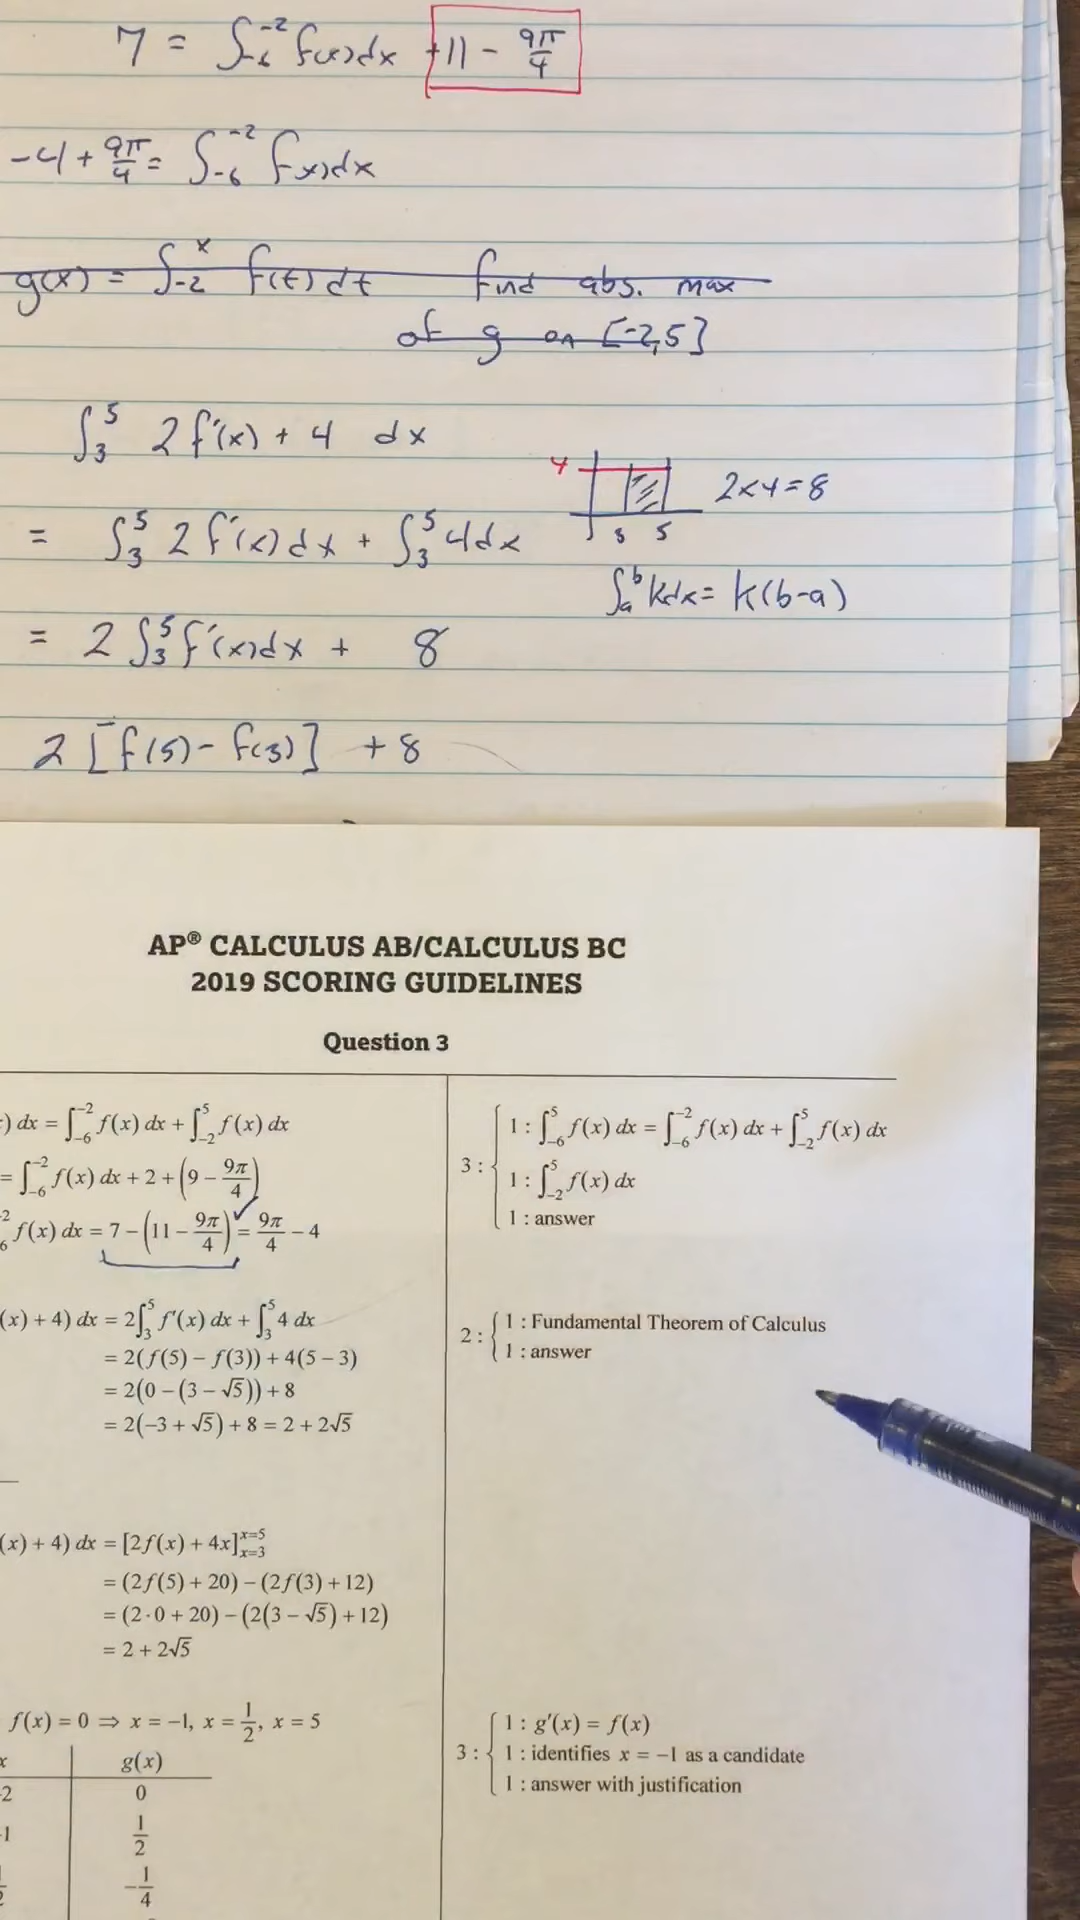 7 = ∫₋₆⁻² f(x)dx +11 − 9π/4
−4 + 9π/4 = ∫₋₆⁻² f(x)dx
g(x) = ∫₋₂ˣ f(t)dt find abs. max
of g on [-2,5]
∫₃⁵ 2f'(x) + 4 dx
4
2×4=8
3 5
= ∫₃⁵ 2f'(x)dx + ∫₃⁵ 4dx
∫ₐᵇ kdx = k(b-a)
= 2∫₃⁵ f'(x)dx + 8
2[f(5) - f(3)] + 8
AP® CALCULUS AB/CALCULUS BC
2019 SCORING GUIDELINES
Question 3
) dx = ∫₋₆⁻² f(x) dx + ∫₋₂⁵ f(x) dx
= ∫₋₆⁻² f(x) dx + 2 + (9 − 9π/4)
f(x) dx = 7 − (11 − 9π/4) = 9π/4 − 4
3 :
1 : ∫₋₆⁵ f(x) dx = ∫₋₆⁻² f(x) dx + ∫₋₂⁵ f(x) dx
1 : ∫₋₂⁵ f(x) dx
1 : answer
(x) + 4) dx = 2∫₃⁵ f'(x) dx + ∫₃⁵ 4 dx
= 2(f(5) − f(3)) + 4(5 − 3)
= 2(0 − (3 − √5)) + 8
= 2(−3 + √5) + 8 = 2 + 2√5
2 :
1 : Fundamental Theorem of Calculus
1 : answer
(x) + 4) dx = [2f(x) + 4x]ₓ₌₃ˣ⁼⁵
= (2f(5) + 20) − (2f(3) + 12)
= (2·0 + 20) − (2(3 − √5) + 12)
= 2 + 2√5
f(x) = 0 ⇒ x = −1, x = 1/2, x = 5
x g(x)
2 0
-1 1/2
−1/4
3 :
1 : g'(x) = f(x)
1 : identifies x = −1 as a candidate
1 : answer with justification